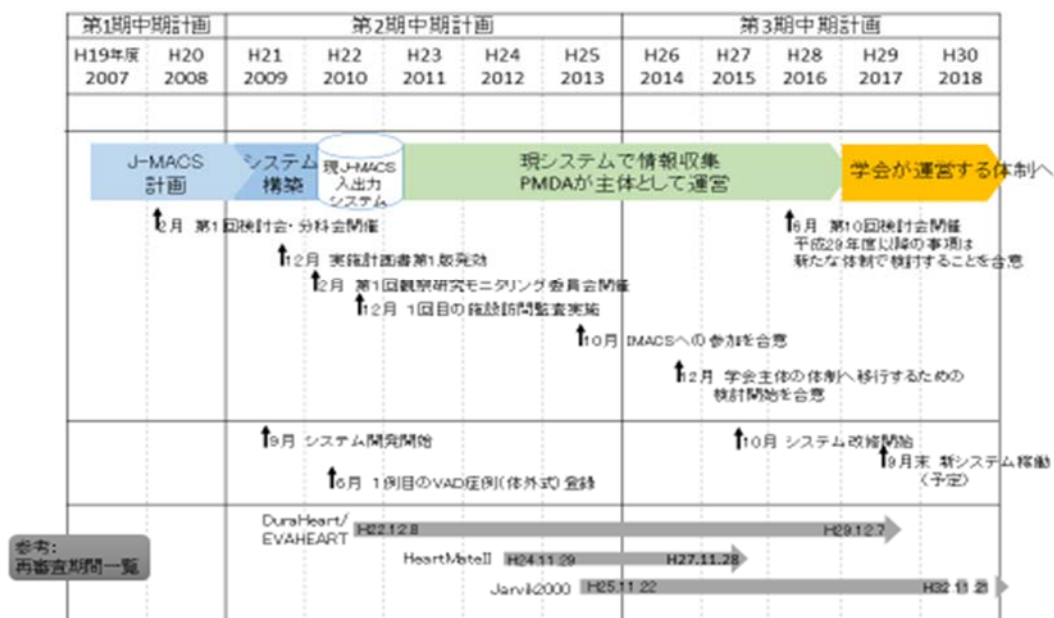 第1期中期計画 第2期中期計画 第3期中期計画
H19年度 H20 H21 H22 H23 H24 H25 H26 H27 H28 H29 H30
2007 2008 2009 2010 2011 2012 2013 2014 2015 2016 2017 2018
J-MACS
計画
システム
構築
現J-MACS
入出力
システム
現システムで情報収集
PMDAが主体として運営
学会が運営する体制へ
2月 第1回検討会・分科会開催
6月 第10回検討会開催
平成29年度以降の事項は
新たな体制で検討することを合意
12月 実施計画書第1版発効
2月 第1回観察研究モニタリング委員会開催
12月 1回目の施設訪問監査実施
10月 IMACSへの参加を合意
12月 学会主体の体制へ移行するための
検討開始を合意
9月 システム開発開始
10月 システム改修開始
9月末 新システム稼働
(予定)
6月 1例目のVAD症例(体外式)登録
DuraHeart/
EVAHEART
H22.12.8 H29.12.7
参考:
再審査期間一覧
HeartMateII H24.11.29 H27.11.28
Jarvik2000 H25.11.22 H32.11.21